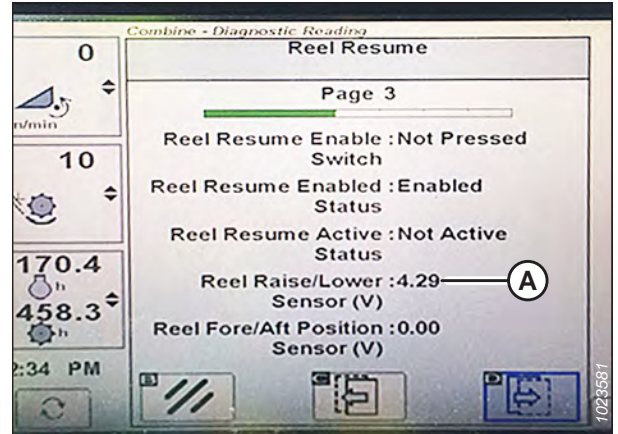 Combine - Diagnostic Reading
Reel Resume
Page 3
Reel Resume Enable : Not Pressed
Switch
Reel Resume Enabled : Enabled
Status
Reel Resume Active : Not Active
Status
Reel Raise/Lower : 4.29
Sensor (V)
Reel Fore/Aft Position : 0.00
Sensor (V)
A
0
n/min
10
170.4
h
458.3
h
2:34 PM
1023581